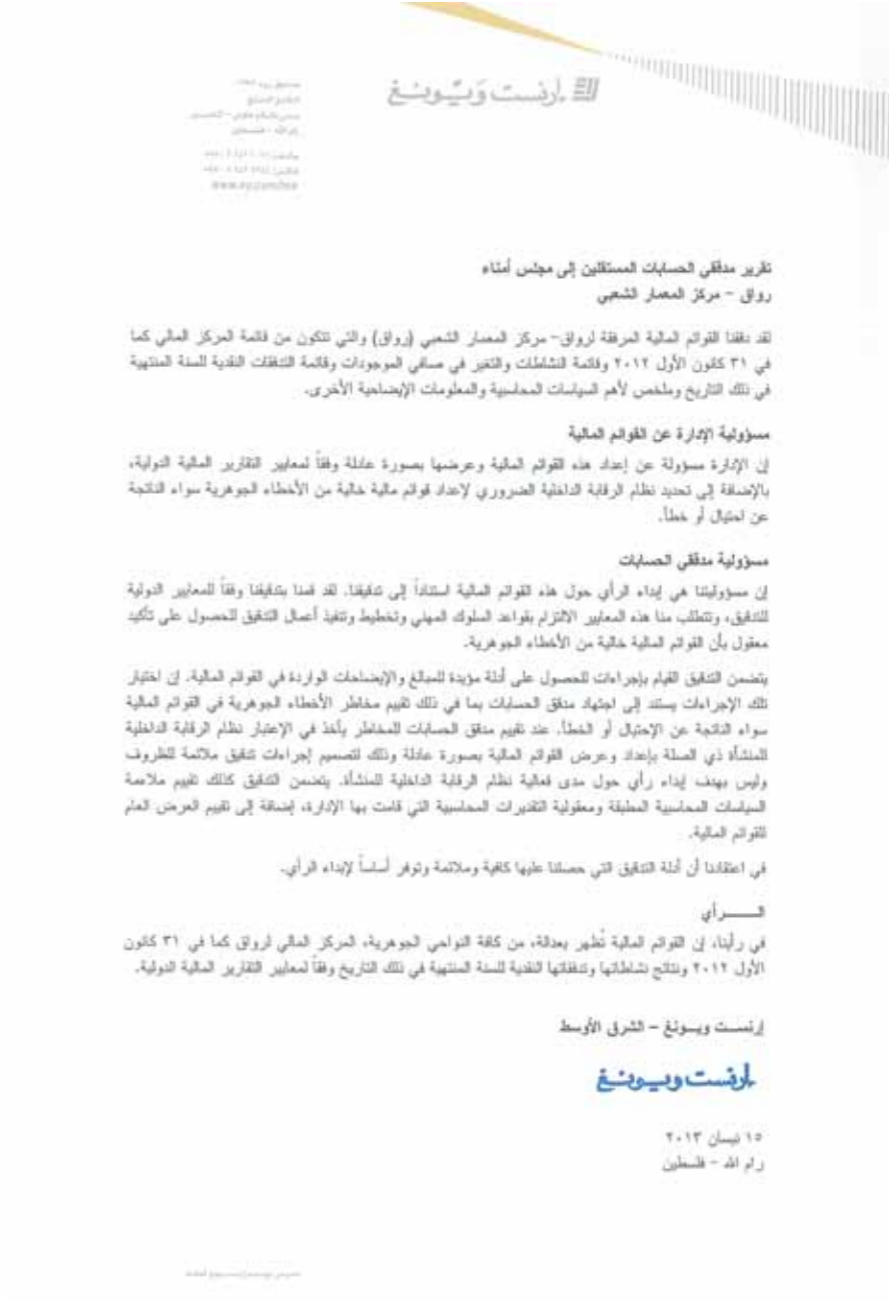 إرنست وَيـونـغ
رام الله - فلسطين
www.ey.com/me
تقرير مدققي الحسابات المستقلين إلى مجلس أمناء
رواق - مركز المعمار الشعبي
لقد دققنا القوائم المالية المرفقة لرواق- مركز المعمار الشعبي (رواق) والتي تتكون من قائمة المركز المالي كما
في ٣١ كانون الأول ٢٠١٢ وقائمة النشاطات والتغير في صافي الموجودات وقائمة التدفقات النقدية للسنة المنتهية
في ذلك التاريخ وملخص لأهم السياسات المحاسبية والمعلومات الإيضاحية الأخرى.
مسؤولية الإدارة عن القوائم المالية
إن الإدارة مسؤولة عن إعداد هذه القوائم المالية وعرضها بصورة عادلة وفقاً لمعايير التقارير المالية الدولية،
بالإضافة إلى تحديد نظام الرقابة الداخلية الضروري لإعداد قوائم مالية خالية من الأخطاء الجوهرية سواء الناتجة
عن احتيال أو خطأ.
مسؤولية مدققي الحسابات
إن مسؤوليتنا هي إبداء الرأي حول هذه القوائم المالية استناداً إلى تدقيقنا. لقد قمنا بتدقيقنا وفقاً للمعايير الدولية
للتدقيق، وتتطلب منا هذه المعايير الالتزام بقواعد السلوك المهني وتخطيط وتنفيذ أعمال التدقيق للحصول على تأكيد
معقول بأن القوائم المالية خالية من الأخطاء الجوهرية.
يتضمن التدقيق القيام بإجراءات للحصول على أدلة مؤيدة للمبالغ والإيضاحات الواردة في القوائم المالية. إن اختيار
تلك الإجراءات يستند إلى اجتهاد مدقق الحسابات بما في ذلك تقييم مخاطر الأخطاء الجوهرية في القوائم المالية
سواء الناتجة عن الإحتيال أو الخطأ. عند تقييم مدقق الحسابات للمخاطر يأخذ في الإعتبار نظام الرقابة الداخلية
للمنشأة ذي الصلة بإعداد وعرض القوائم المالية بصورة عادلة وذلك لتصميم إجراءات تدقيق ملائمة للظروف
وليس بهدف إبداء رأي حول مدى فعالية نظام الرقابة الداخلية للمنشأة. يتضمن التدقيق كذلك تقييم ملاءمة
السياسات المحاسبية المطبقة ومعقولية التقديرات المحاسبية التي قامت بها الإدارة، إضافة إلى تقييم العرض العام
للقوائم المالية.
في اعتقادنا أن أدلة التدقيق التي حصلنا عليها كافية وملائمة وتوفر أساساً لإبداء الرأي.
الـــــرأي
في رأينا، إن القوائم المالية تُظهر بعدالة، من كافة النواحي الجوهرية، المركز المالي لرواق كما في ٣١ كانون
الأول ٢٠١٢ ونتائج نشاطاتها وتدفقاتها النقدية للسنة المنتهية في ذلك التاريخ وفقاً لمعايير التقارير المالية الدولية.
إرنســت ويــونغ – الشرق الأوسط
إرنست ويـونـغ
١٥ نيسان ٢٠١٣
رام الله - فلسطين